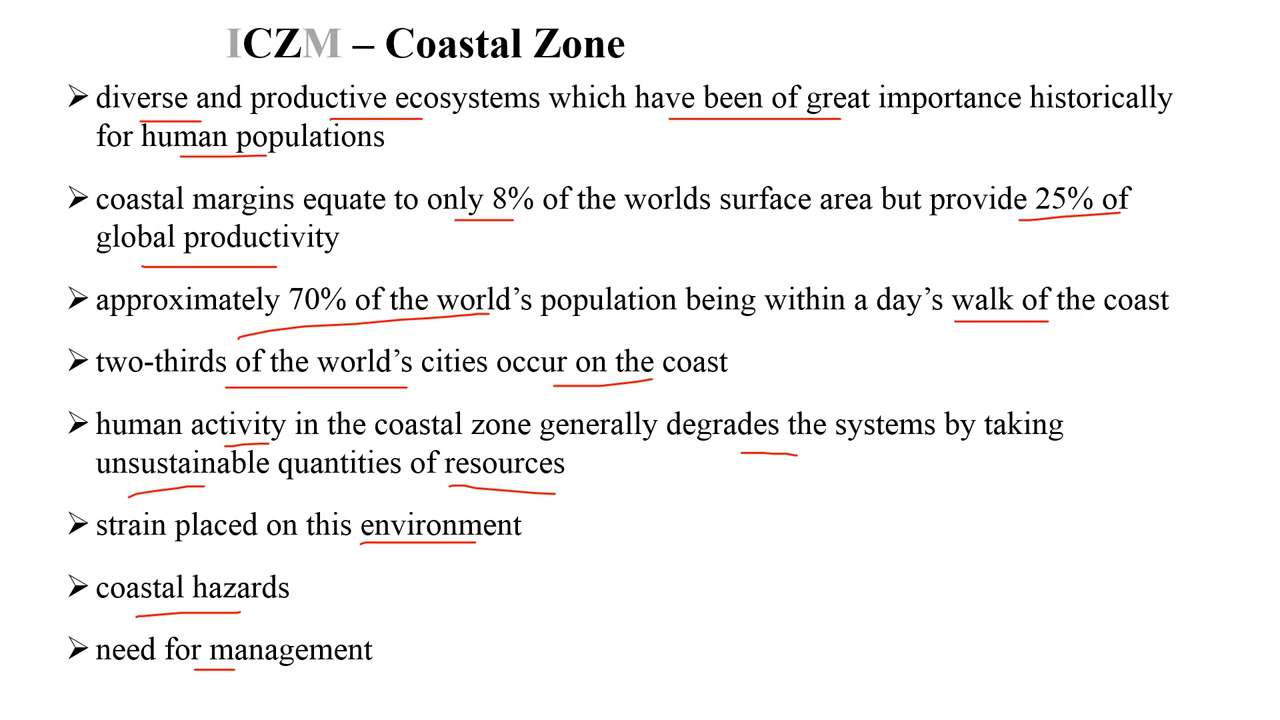 ICZM – Coastal Zone
➢ diverse and productive ecosystems which have been of great importance historically
for human populations
➢ coastal margins equate to only 8% of the worlds surface area but provide 25% of
global productivity
➢ approximately 70% of the world’s population being within a day’s walk of the coast
➢ two-thirds of the world’s cities occur on the coast
➢ human activity in the coastal zone generally degrades the systems by taking
unsustainable quantities of resources
➢ strain placed on this environment
➢ coastal hazards
➢ need for management